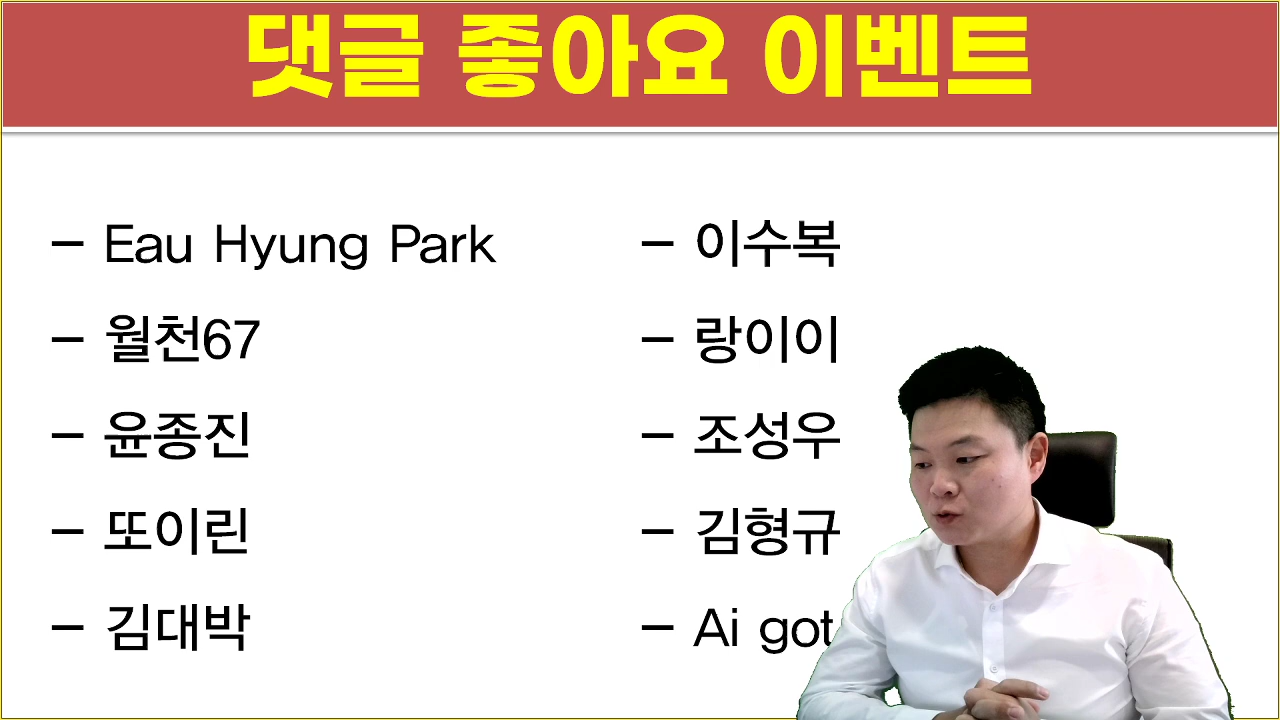 댓글 좋아요 이벤트
– Eau Hyung Park
– 월천67
– 윤종진
– 또이린
– 김대박
– 이수복
– 랑이이
– 조성우
– 김형규
– Ai got